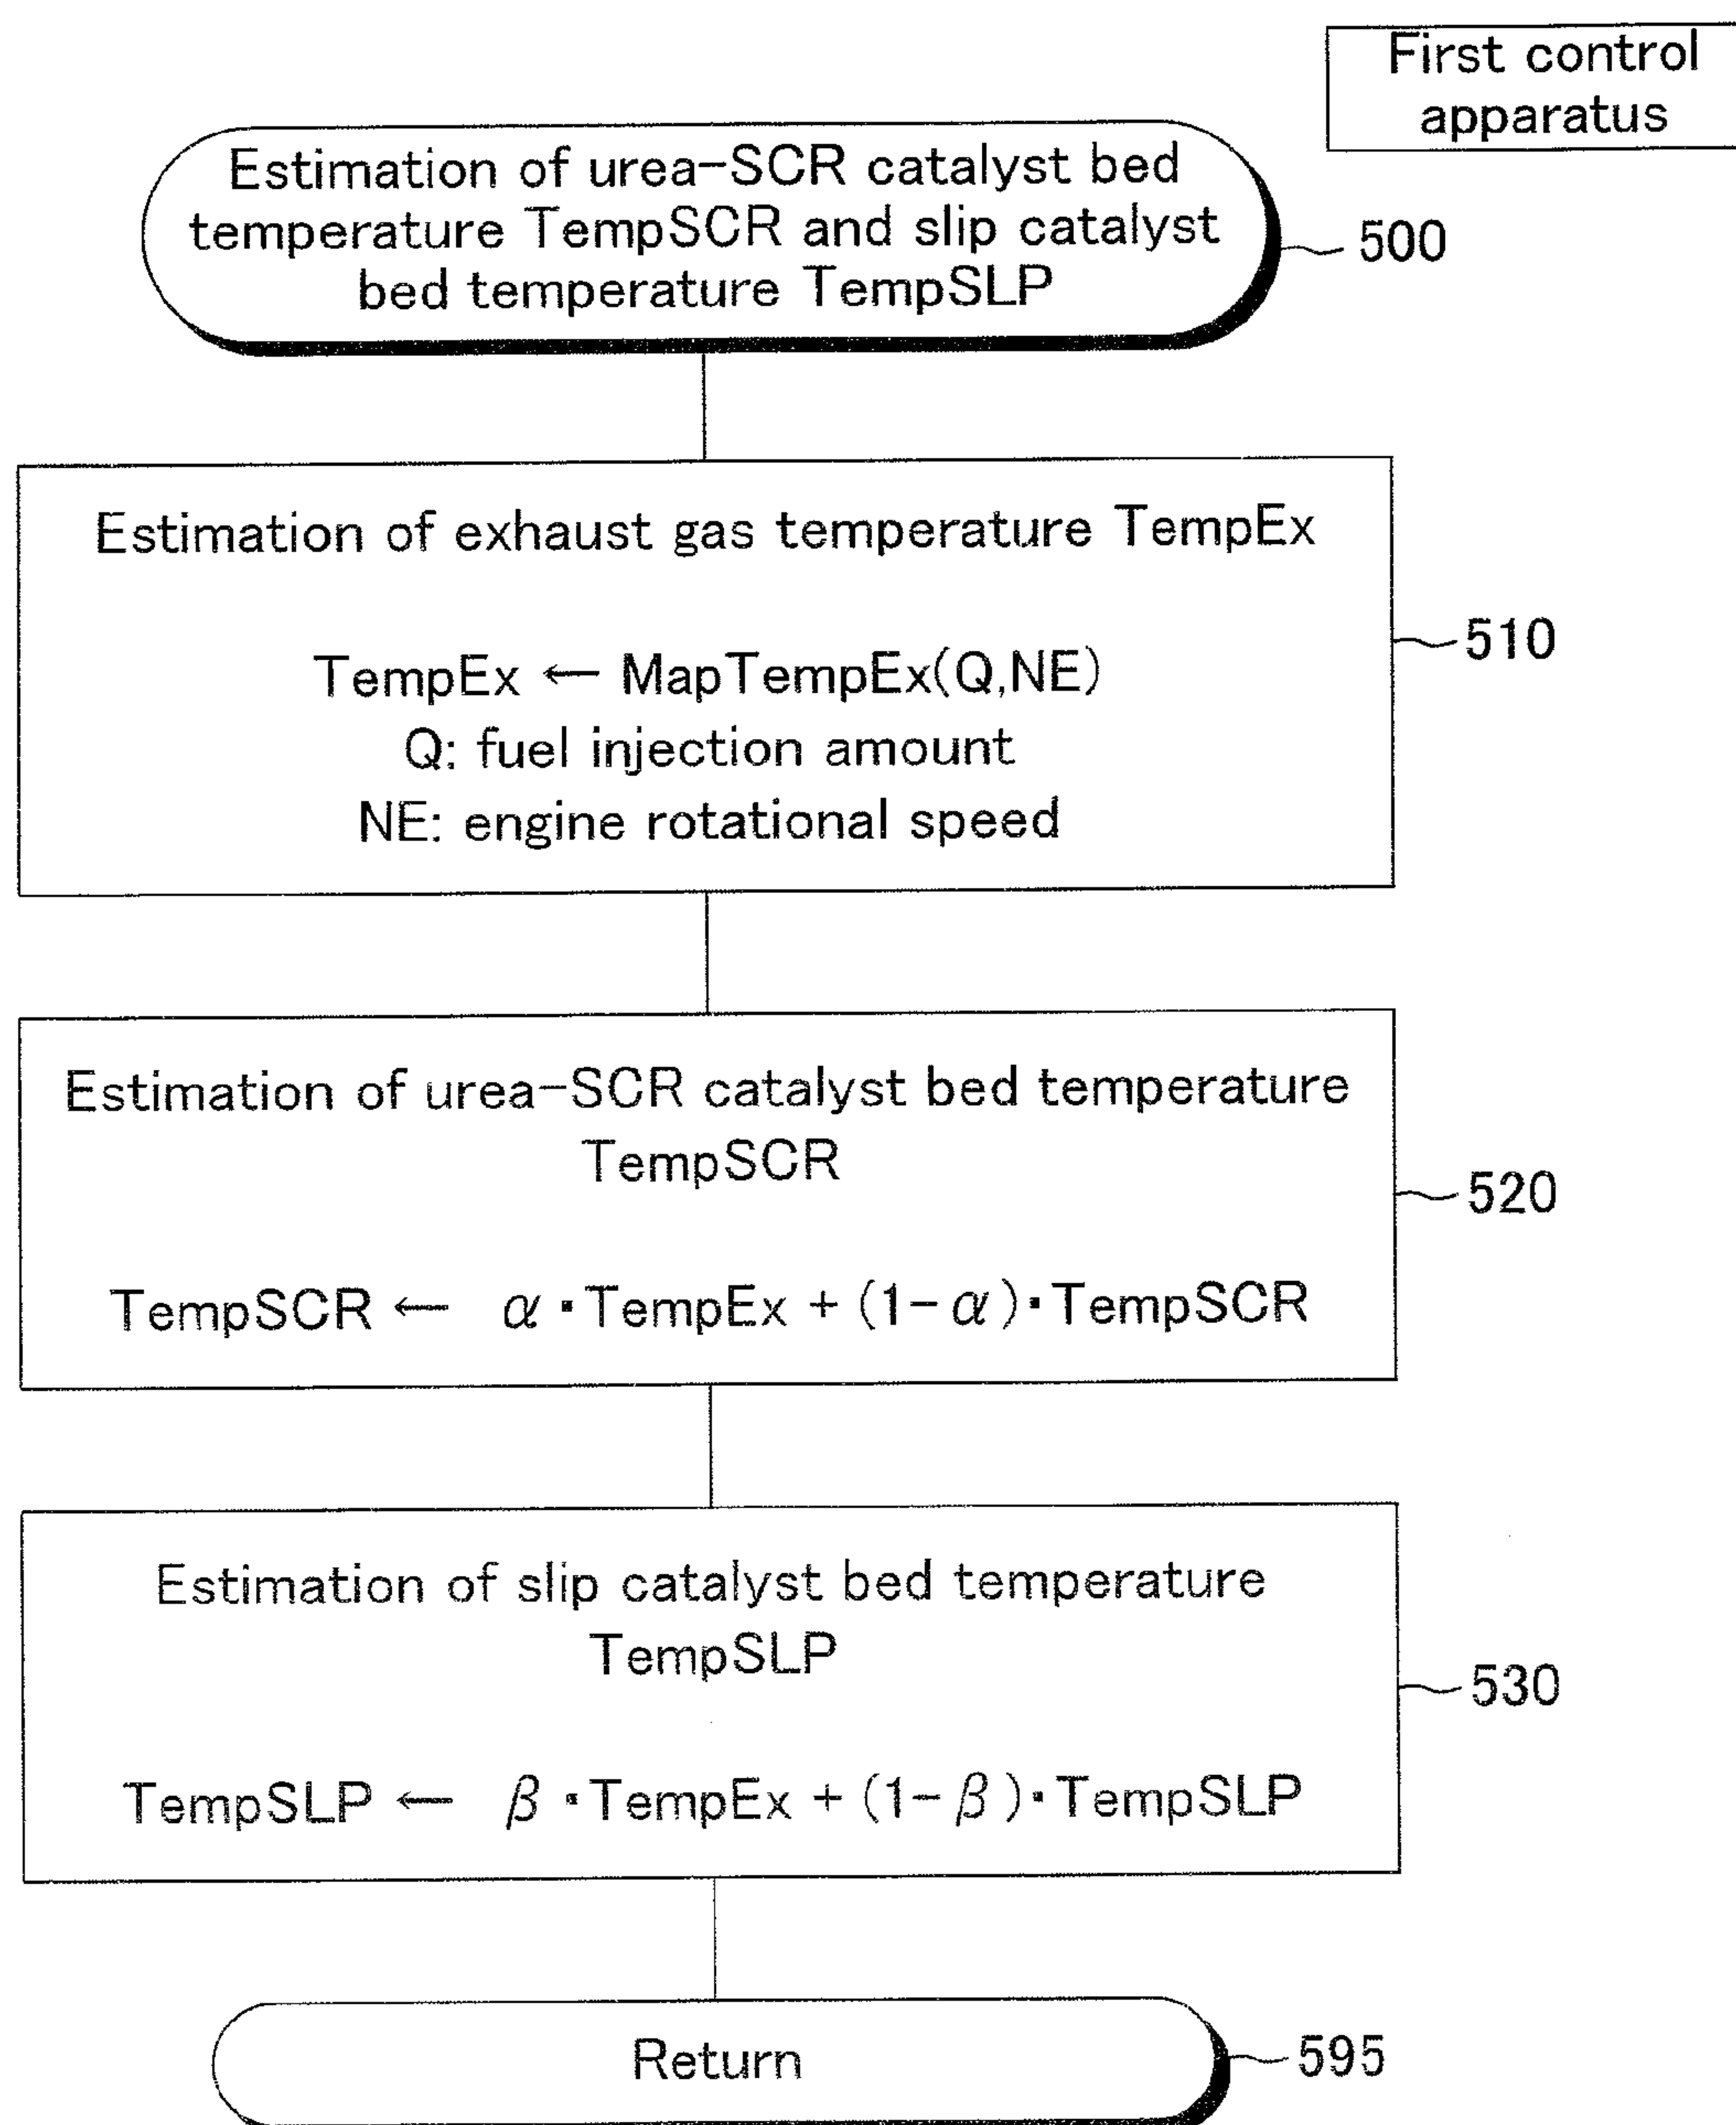 First control
apparatus
Estimation of urea-SCR catalyst bed
temperature TempSCR and slip catalyst
bed temperature TempSLP
500
Estimation of exhaust gas temperature TempEx
TempEx ← MapTempEx(Q,NE)
Q: fuel injection amount
NE: engine rotational speed
510
Estimation of urea-SCR catalyst bed temperature
TempSCR
TempSCR ← α・TempEx + (1-α)・TempSCR
520
Estimation of slip catalyst bed temperature
TempSLP
TempSLP ← β・TempEx + (1-β)・TempSLP
530
Return
595